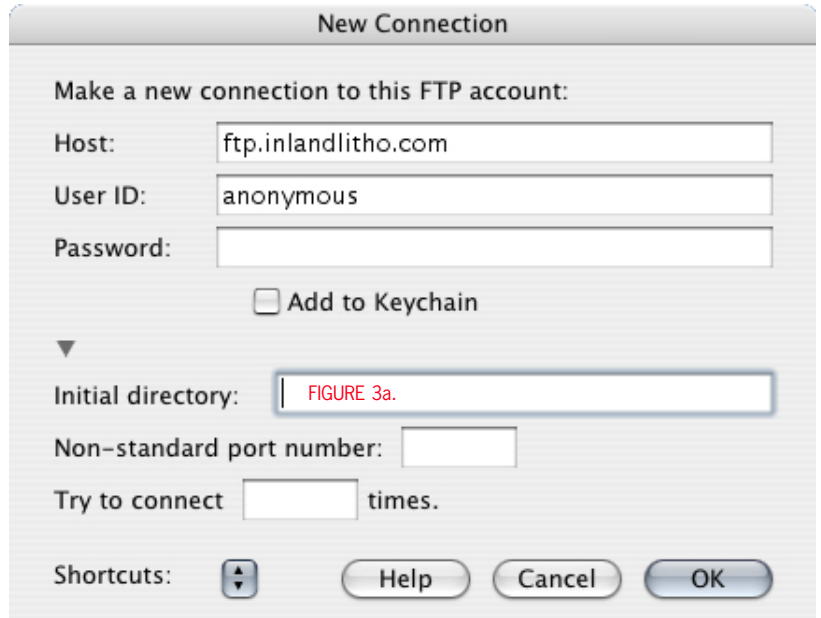 New Connection
Make a new connection to this FTP account:
Host: ftp.inlandlitho.com
User ID: anonymous
Password:
Add to Keychain
Initial directory: FIGURE 3a.
Non-standard port number:
Try to connect times.
Shortcuts: Help Cancel OK